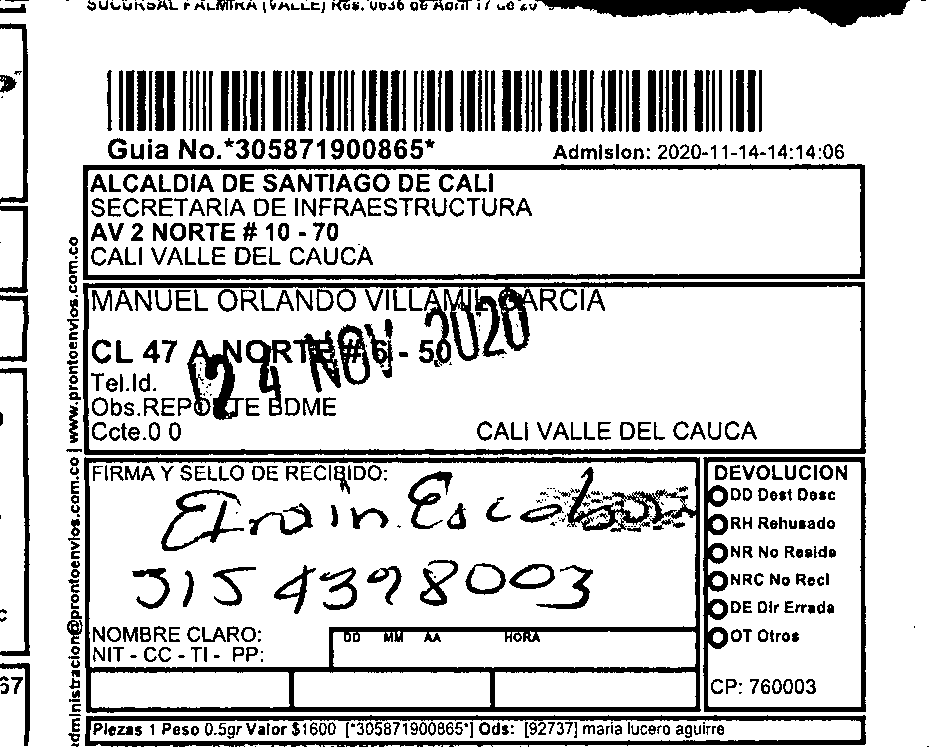 SUCURSAL PALMIRA (VALLE) Res. 0636 de Abril 17 de 20
Guia No.*305871900865*
Admision: 2020-11-14-14:14:06
ALCALDIA DE SANTIAGO DE CALI
SECRETARIA DE INFRAESTRUCTURA
AV 2 NORTE # 10 - 70
CALI VALLE DEL CAUCA
MANUEL ORLANDO VILLAMIL GARCIA
CL 47 A NORTE # 6 - 50
24 NOV 2020
Tel.Id.
Obs.REPORTE BDME
Ccte.0 0
CALI VALLE DEL CAUCA
FIRMA Y SELLO DE RECIBIDO:
Efrain Escobar
315 4398003
NOMBRE CLARO:
NIT - CC - TI - PP:
DD MM AA HORA
DEVOLUCION
DD Dest Desc
RH Rehusado
NR No Reside
NRC No Recl
DE Dir Errada
OT Otros
CP: 760003
Piezas 1 Peso 0.5gr Valor $1600 [*305871900865*] Ods: [92737] maria lucero aguirre
administracion@prontoenvios.com.co | www.prontoenvios.com.co
67